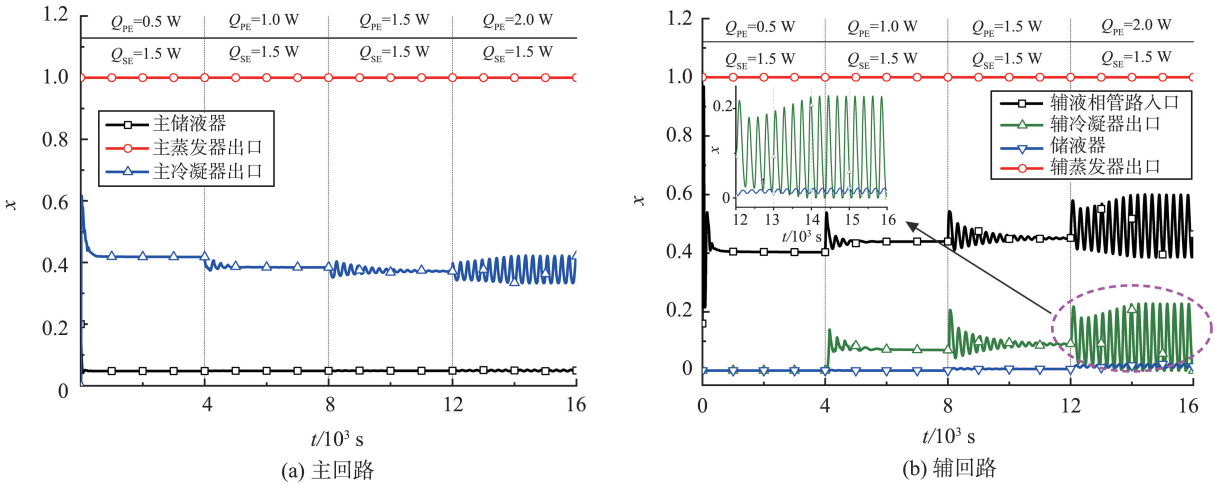 Q_PE=0.5 W
Q_PE=1.0 W
Q_PE=1.5 W
Q_PE=2.0 W
Q_SE=1.5 W
Q_SE=1.5 W
Q_SE=1.5 W
Q_SE=1.5 W
1.2
1.0
0.8
0.6
0.4
0.2
0
x
主储液器
主蒸发器出口
主冷凝器出口
0
4
8
12
16
t/10³ s
(a) 主回路
Q_PE=0.5 W
Q_PE=1.0 W
Q_PE=1.5 W
Q_PE=2.0 W
Q_SE=1.5 W
Q_SE=1.5 W
Q_SE=1.5 W
Q_SE=1.5 W
1.2
1.0
0.8
0.6
0.4
0.2
0
x
0.2
0
x
12
13
14
15
16
t/10³ s
辅液相管路入口
辅冷凝器出口
储液器
辅蒸发器出口
0
4
8
12
16
t/10³ s
(b) 辅回路